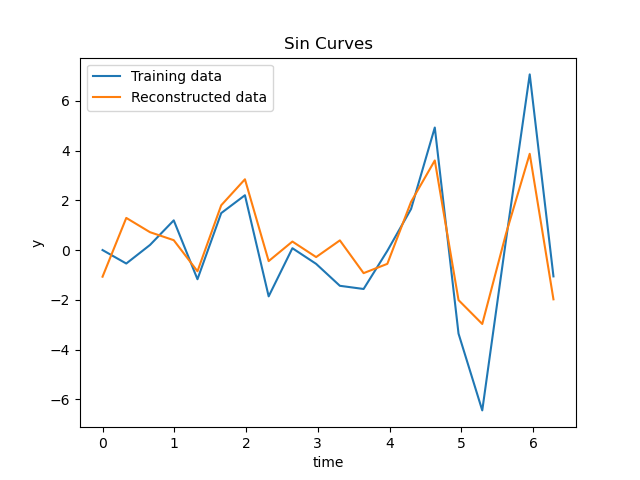 Sin Curves
Training data
Reconstructed data
6
4
2
0
−2
−4
−6
y
0 1 2 3 4 5 6
time